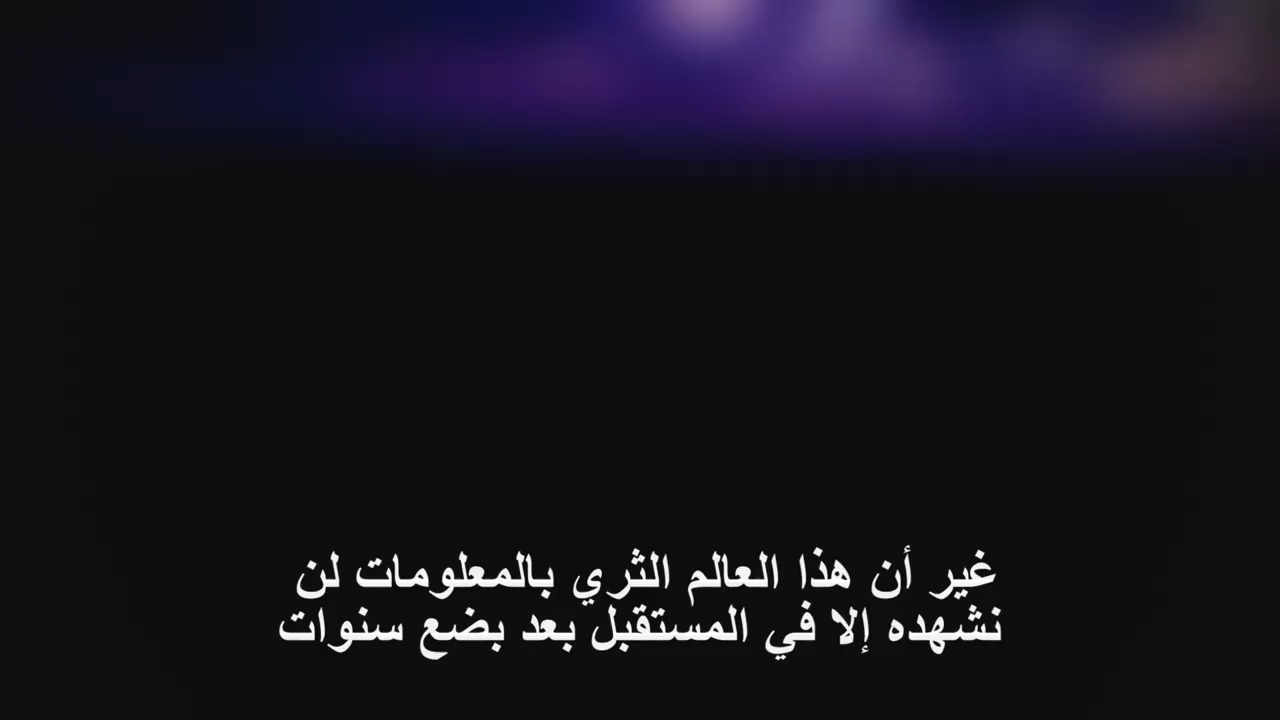 غير أن هذا العالم الثري بالمعلومات لن
نشهده إلا في المستقبل بعد بضع سنوات